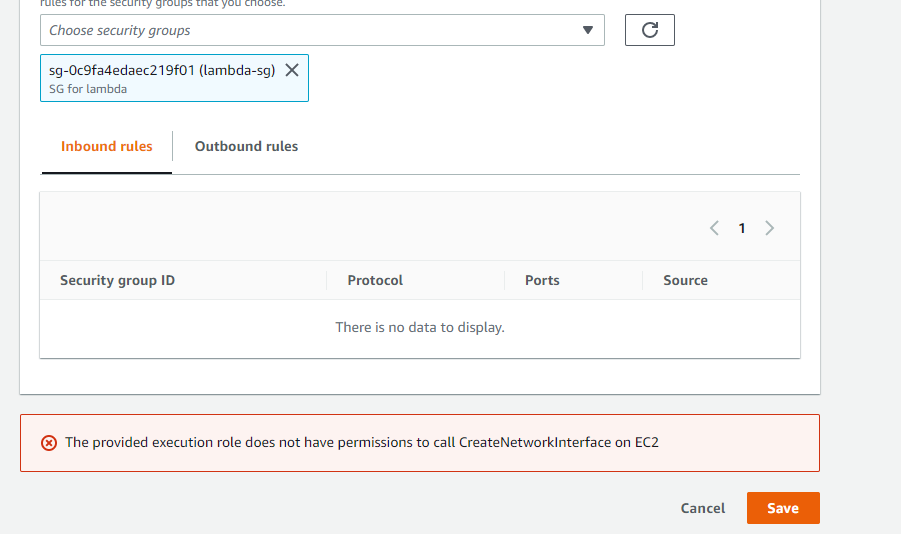 rules for the security groups that you choose.
Choose security groups
sg-0c9fa4edaec219f01 (lambda-sg)
SG for lambda
Inbound rules
Outbound rules
1
Security group ID
Protocol
Ports
Source
There is no data to display.
The provided execution role does not have permissions to call CreateNetworkInterface on EC2
Cancel
Save